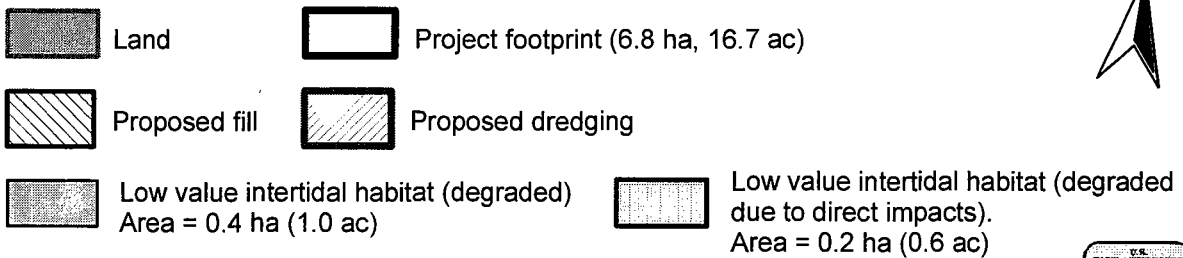 Land
Project footprint (6.8 ha, 16.7 ac)
Proposed fill
Proposed dredging
Low value intertidal habitat (degraded)
Area = 0.4 ha (1.0 ac)
Low value intertidal habitat (degraded
due to direct impacts).
Area = 0.2 ha (0.6 ac)
U.S.